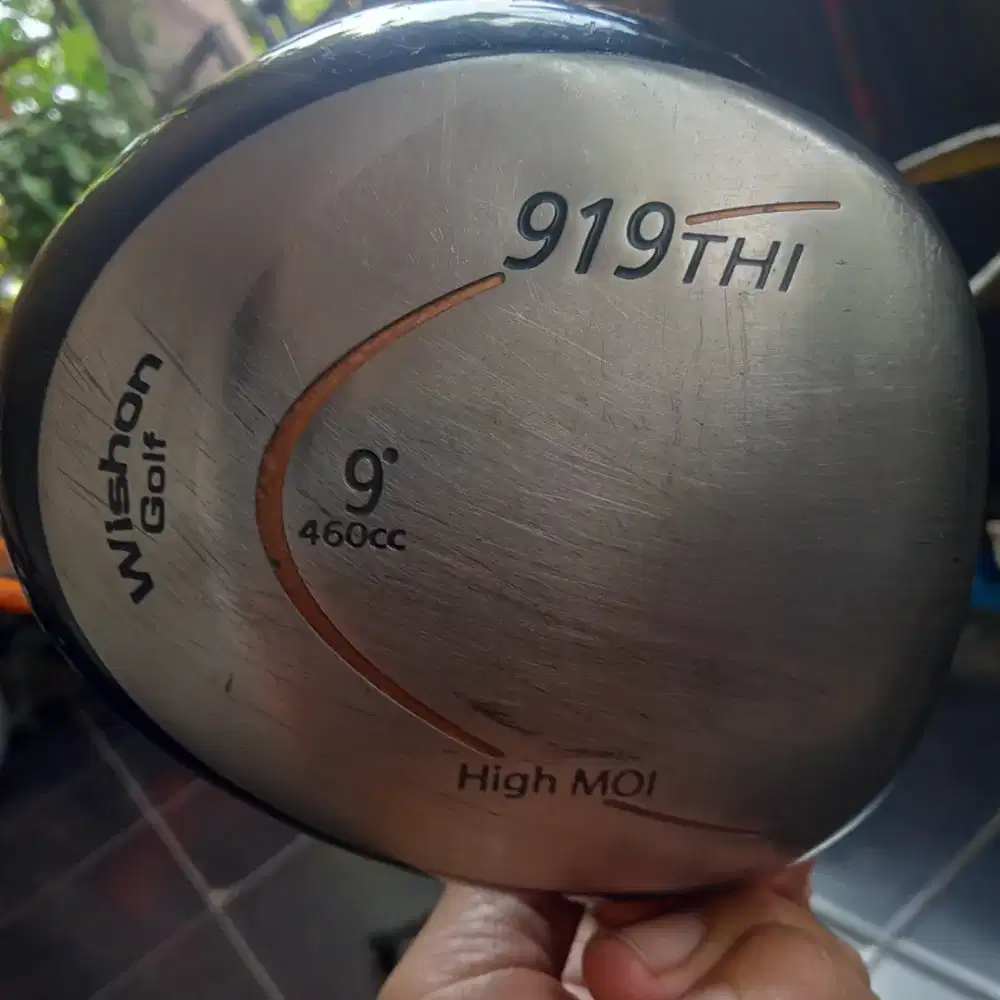 919THI
Wishon
Golf
9°
460cc
High MOI